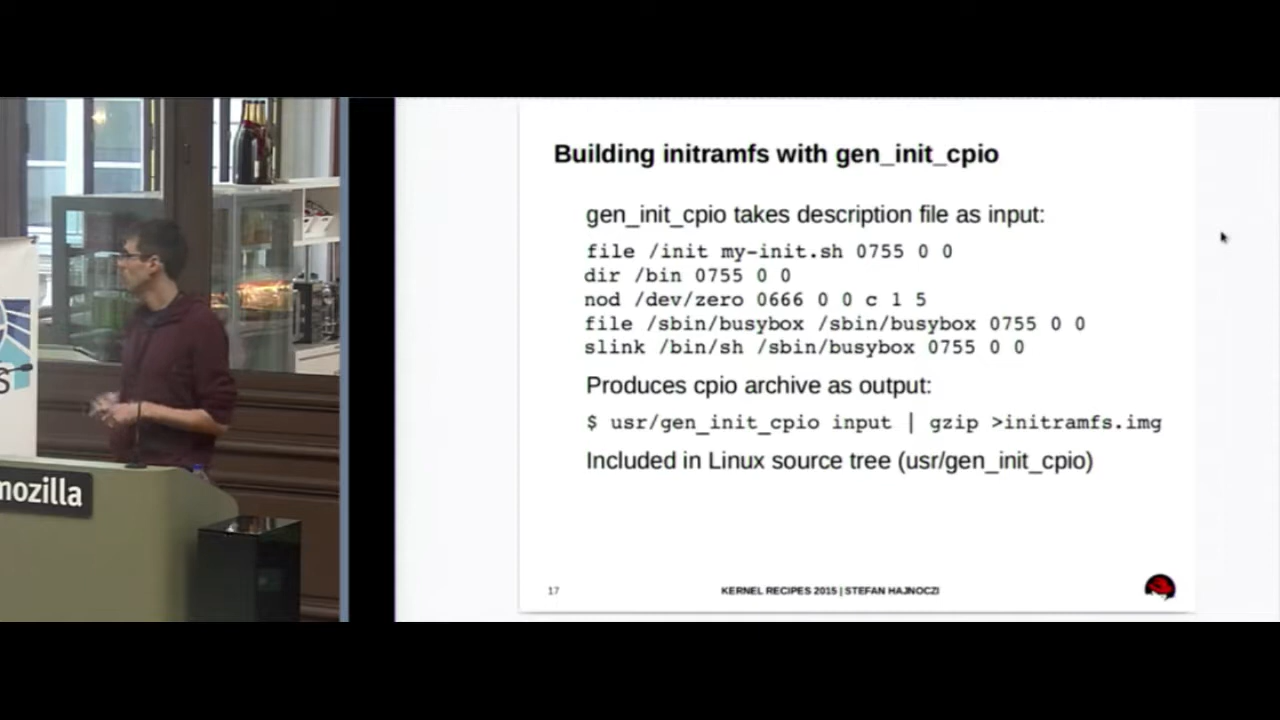 Building initramfs with gen_init_cpio
gen_init_cpio takes description file as input:
file /init my-init.sh 0755 0 0
dir /bin 0755 0 0
nod /dev/zero 0666 0 0 c 1 5
file /sbin/busybox /sbin/busybox 0755 0 0
slink /bin/sh /sbin/busybox 0755 0 0
Produces cpio archive as output:
$ usr/gen_init_cpio input | gzip >initramfs.img
Included in Linux source tree (usr/gen_init_cpio)
17
KERNEL RECIPES 2015 | STEFAN HAJNOCZI
mozilla